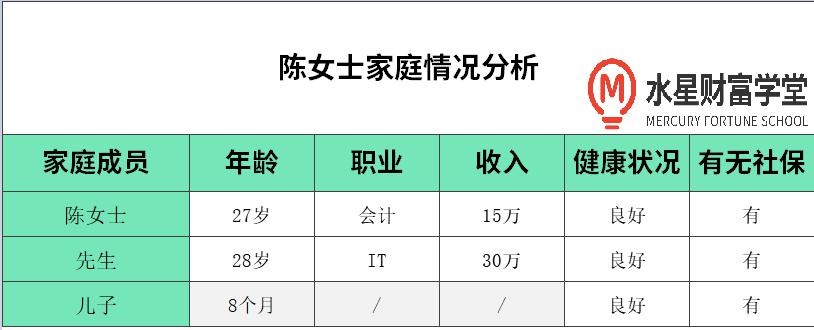 陈女士家庭情况分析
M
水星财富学堂
MERCURY FORTUNE SCHOOL
家庭成员 年龄 职业 收入 健康状况 有无社保
陈女士 27岁 会计 15万 良好 有
先生 28岁 IT 30万 良好 有
儿子 8个月 / / 良好 有